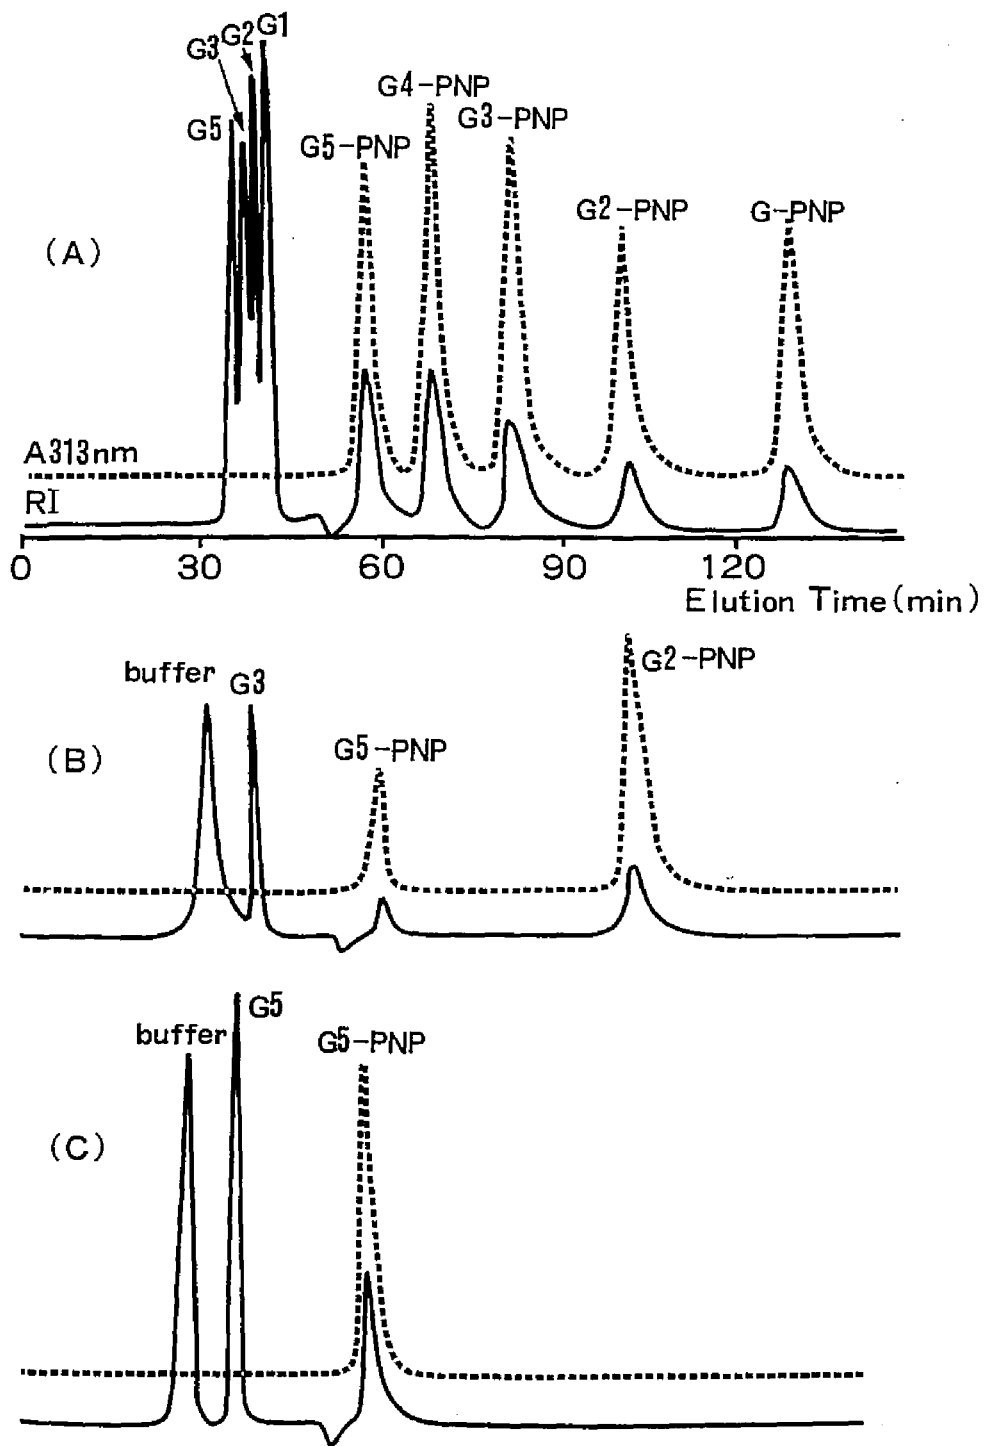 G3
G2
G1
G5
G5-PNP
G4-PNP
G3-PNP
G2-PNP
G-PNP
(A)
A313nm
RI
0 30 60 90 120
Elution Time (min)
buffer
G3
G5-PNP
G2-PNP
(B)
buffer
G5
G5-PNP
(C)